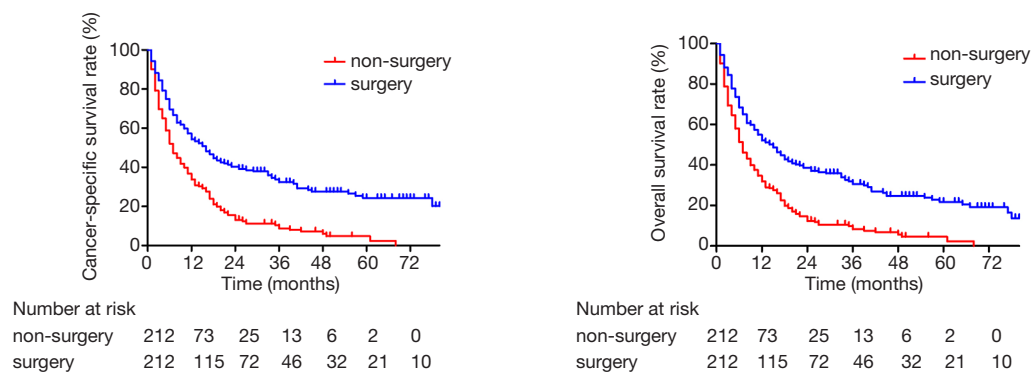 Cancer-specific survival rate (%)
100
80
60
40
20
0
non-surgery
surgery
0 12 24 36 48 60 72
Time (months)
Number at risk
non-surgery 212 73 25 13 6 2 0
surgery 212 115 72 46 32 21 10
Overall survival rate (%)
100
80
60
40
20
0
non-surgery
surgery
0 12 24 36 48 60 72
Time (months)
Number at risk
non-surgery 212 73 25 13 6 2 0
surgery 212 115 72 46 32 21 10